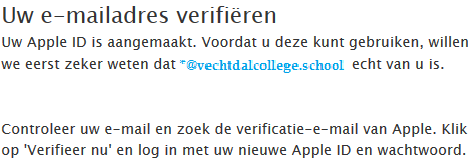 Uw e-mailadres verifiëren
Uw Apple ID is aangemaakt. Voordat u deze kunt gebruiken, willen
we eerst zeker weten dat *@vechtdalcollege.school echt van u is.
Controleer uw e-mail en zoek de verificatie-e-mail van Apple. Klik
op 'Verifieer nu' en log in met uw nieuwe Apple ID en wachtwoord.